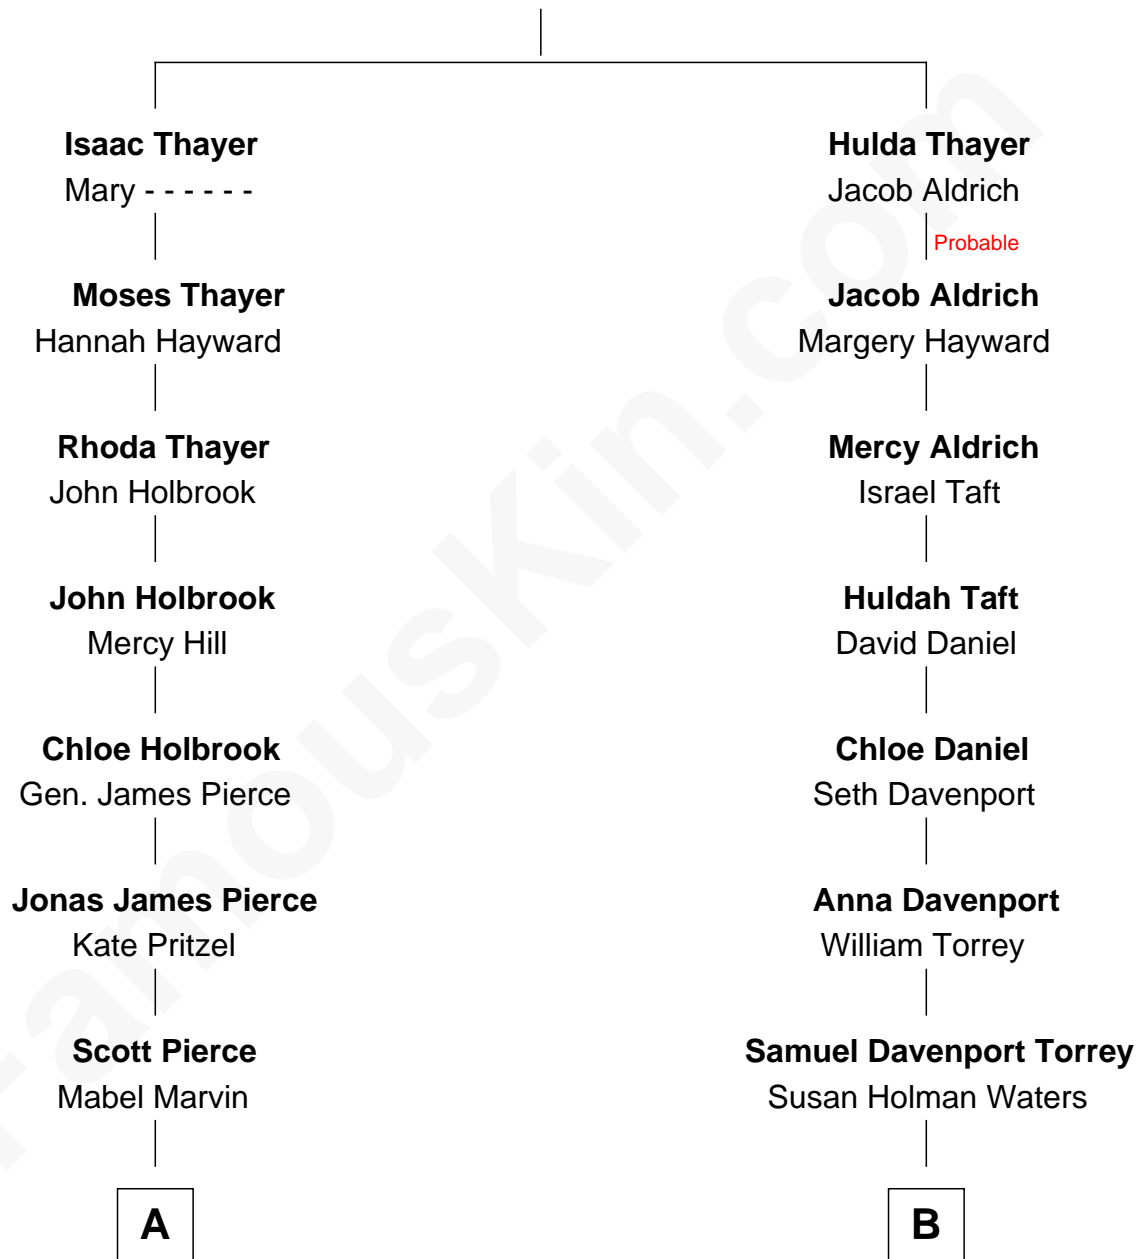 Isaac Thayer
Mary - - - - - -
Moses Thayer
Hannah Hayward
Rhoda Thayer
John Holbrook
John Holbrook
Mercy Hill
Chloe Holbrook
Gen. James Pierce
Jonas James Pierce
Kate Pritzel
Scott Pierce
Mabel Marvin
A
Hulda Thayer
Jacob Aldrich
Probable
Jacob Aldrich
Margery Hayward
Mercy Aldrich
Israel Taft
Huldah Taft
David Daniel
Chloe Daniel
Seth Davenport
Anna Davenport
William Torrey
Samuel Davenport Torrey
Susan Holman Waters
B
FamousKin.com